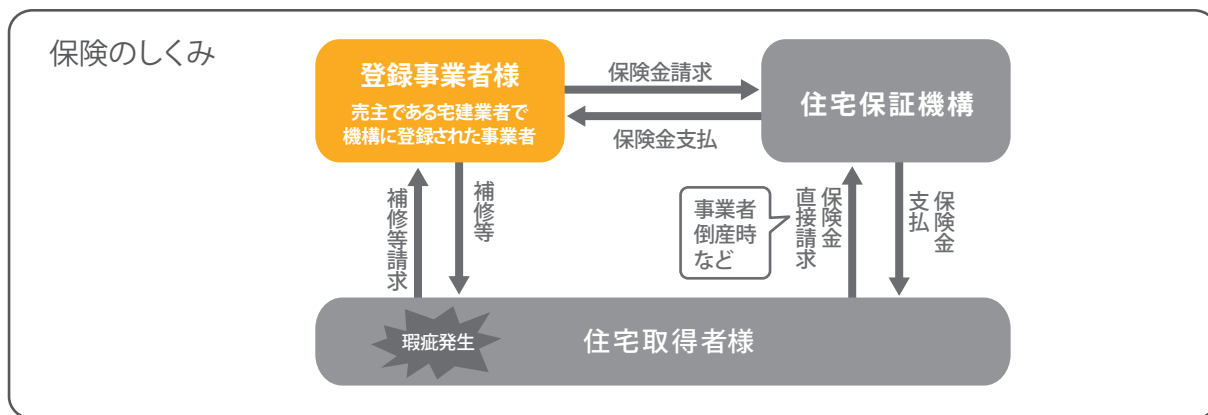 保険のしくみ
登録事業者様
売主である宅建業者で
機構に登録された事業者
保険金請求
保険金支払
住宅保証機構
補修等請求
補修等
事業者
倒産時
など
保険金
直接請求
保険金
支払
瑕疵発生
住宅取得者様